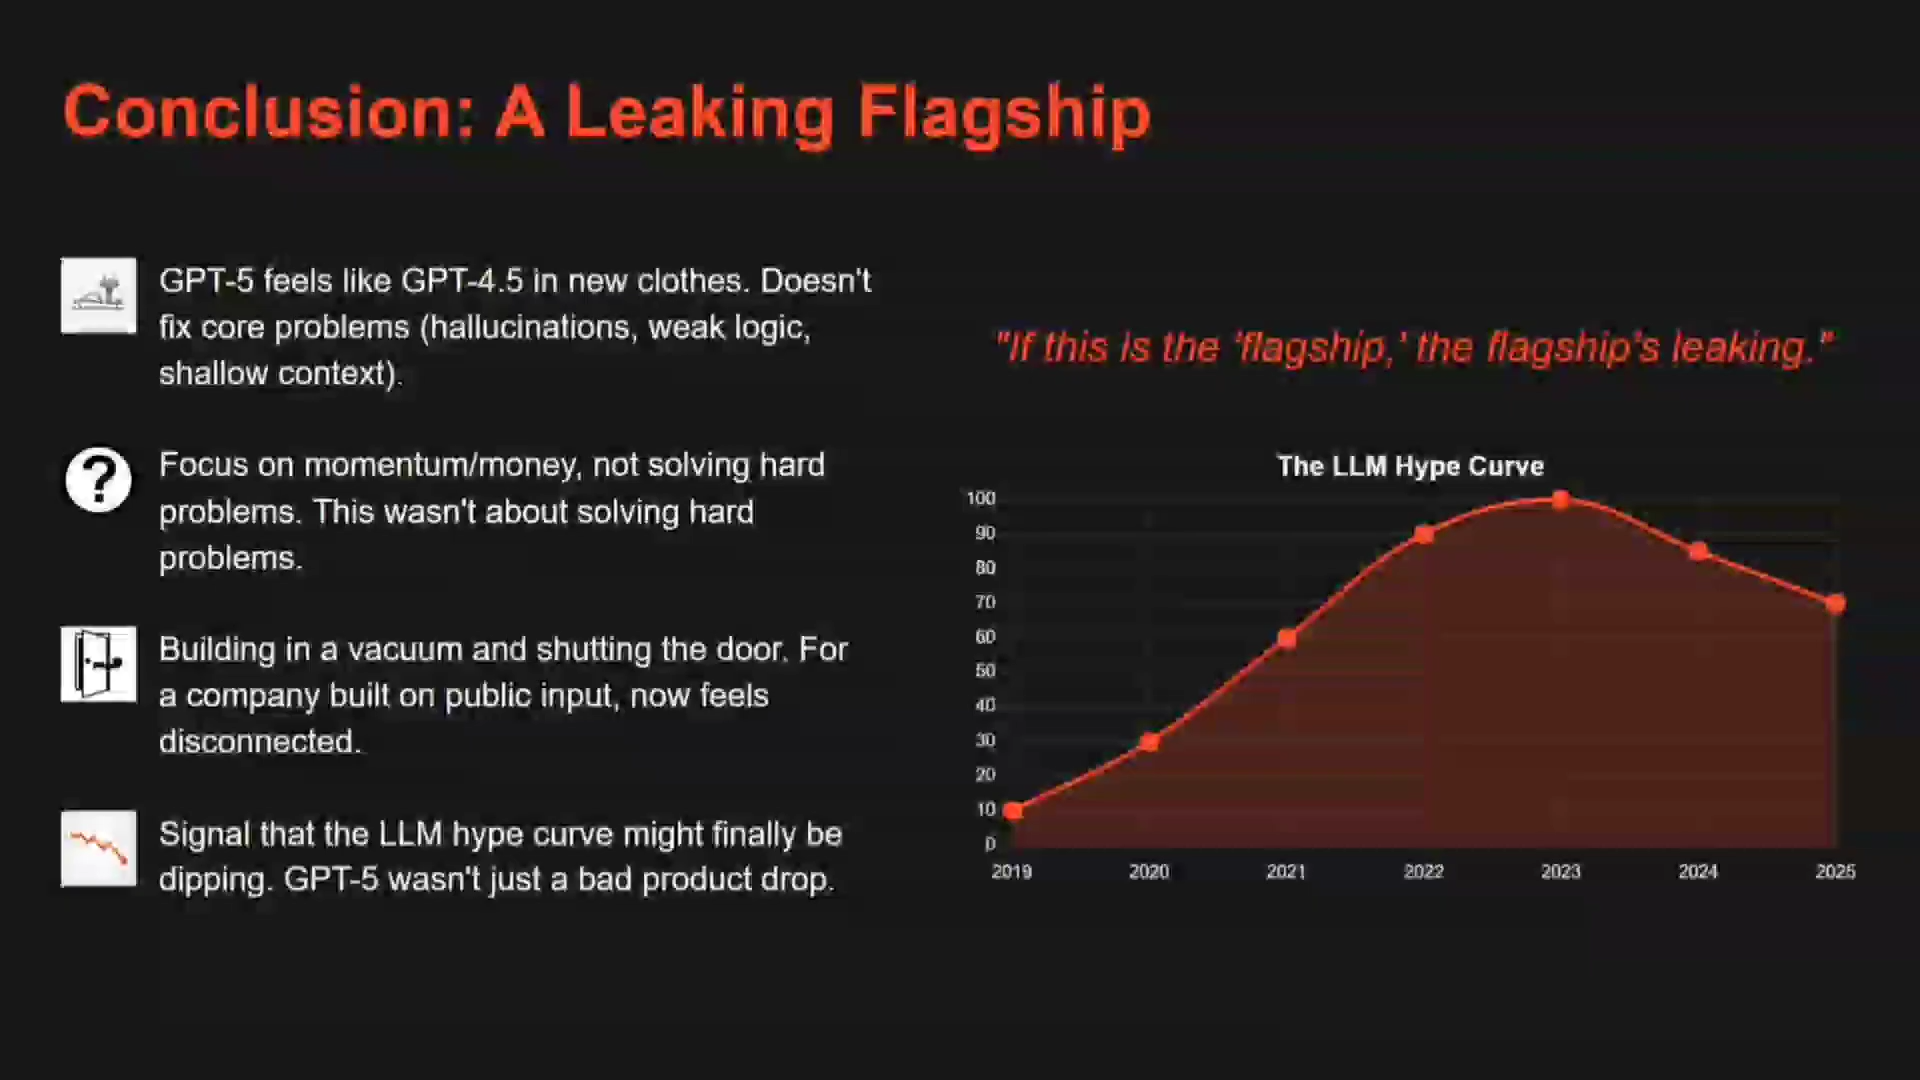 Conclusion: A Leaking Flagship
GPT-5 feels like GPT-4.5 in new clothes. Doesn't
fix core problems (hallucinations, weak logic,
shallow context).
Focus on momentum/money, not solving hard
problems. This wasn't about solving hard
problems.
Building in a vacuum and shutting the door. For
a company built on public input, now feels
disconnected.
Signal that the LLM hype curve might finally be
dipping. GPT-5 wasn't just a bad product drop.
"If this is the 'flagship,' the flagship's leaking."
The LLM Hype Curve
100
90
80
70
60
50
40
30
20
10
0
2019 2020 2021 2022 2023 2024 2025